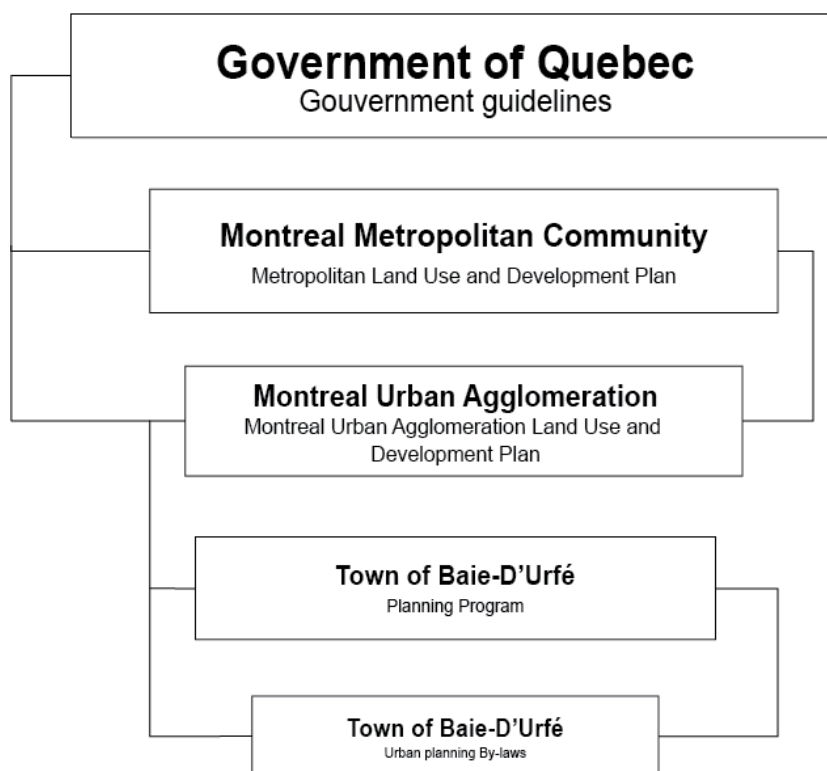 Government of Quebec
Gouvernment guidelines
Montreal Metropolitan Community
Metropolitan Land Use and Development Plan
Montreal Urban Agglomeration
Montreal Urban Agglomeration Land Use and
Development Plan
Town of Baie-D'Urfé
Planning Program
Town of Baie-D'Urfé
Urban planning By-laws